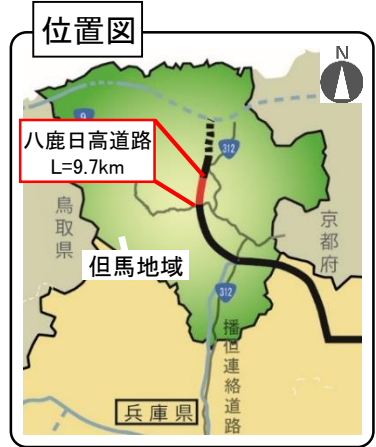 位置図
N
9
八鹿日高道路
L=9.7km
312
鳥取県
京都府
但馬地域
312
播但連絡道路
兵庫県